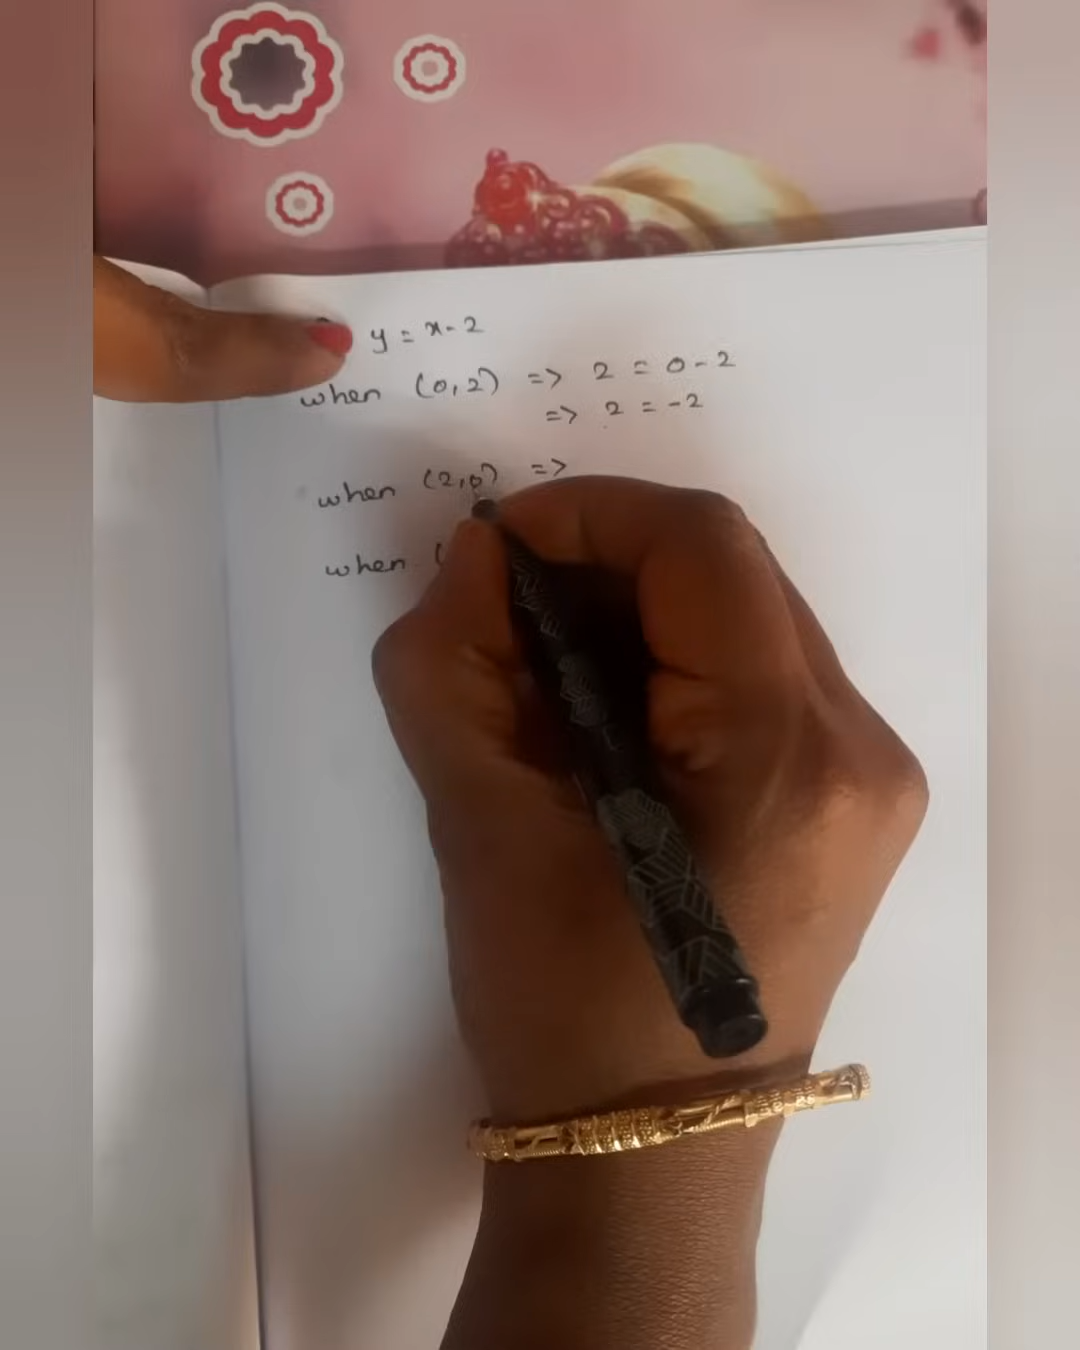 y = x - 2
when (0,2) => 2 = 0 - 2
=> 2 = -2
when (2,0) =>
when (